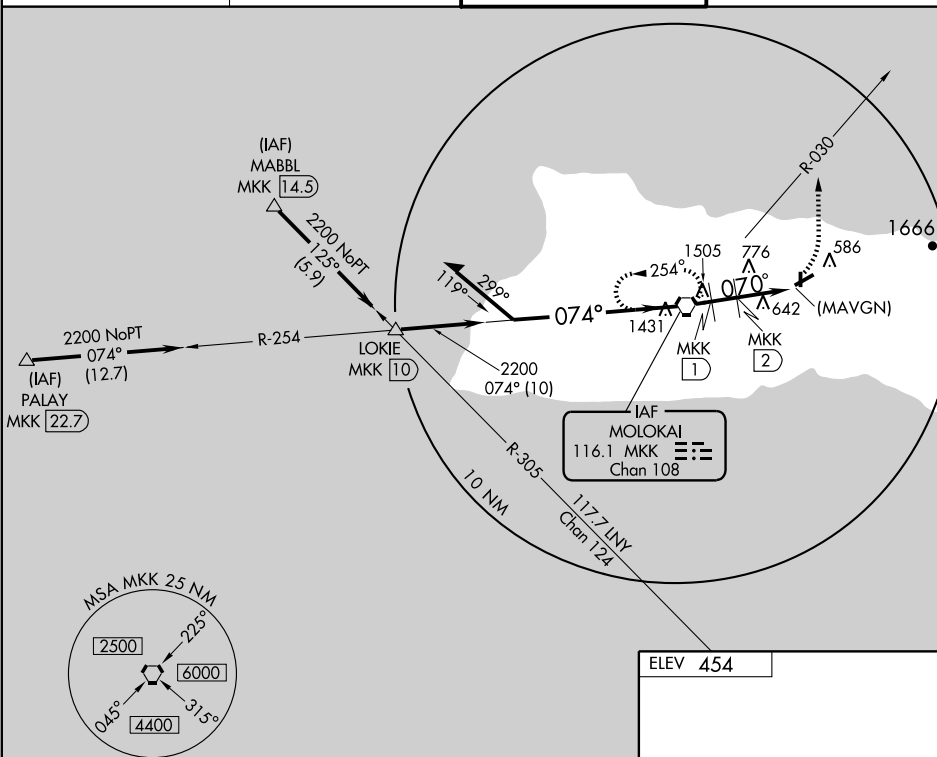 (IAF)
MABBL
MKK 14.5
2200 NoPT
125°
(5.9)
R-030
1666
586
776
1505
254°
070°
299°
119°
074°
1431
642
(MAVGN)
MKK
1
MKK
2
2200 NoPT
074°
(12.7)
R-254
(IAF)
PALAY
MKK 22.7
LOKIE
MKK 10
2200
074° (10)
IAF
MOLOKAI
116.1 MKK
Chan 108
R-305
10 NM
117.7 LNY
Chan 124
MSA MKK 25 NM
225°
2500
6000
045°
315°
4400
ELEV 454